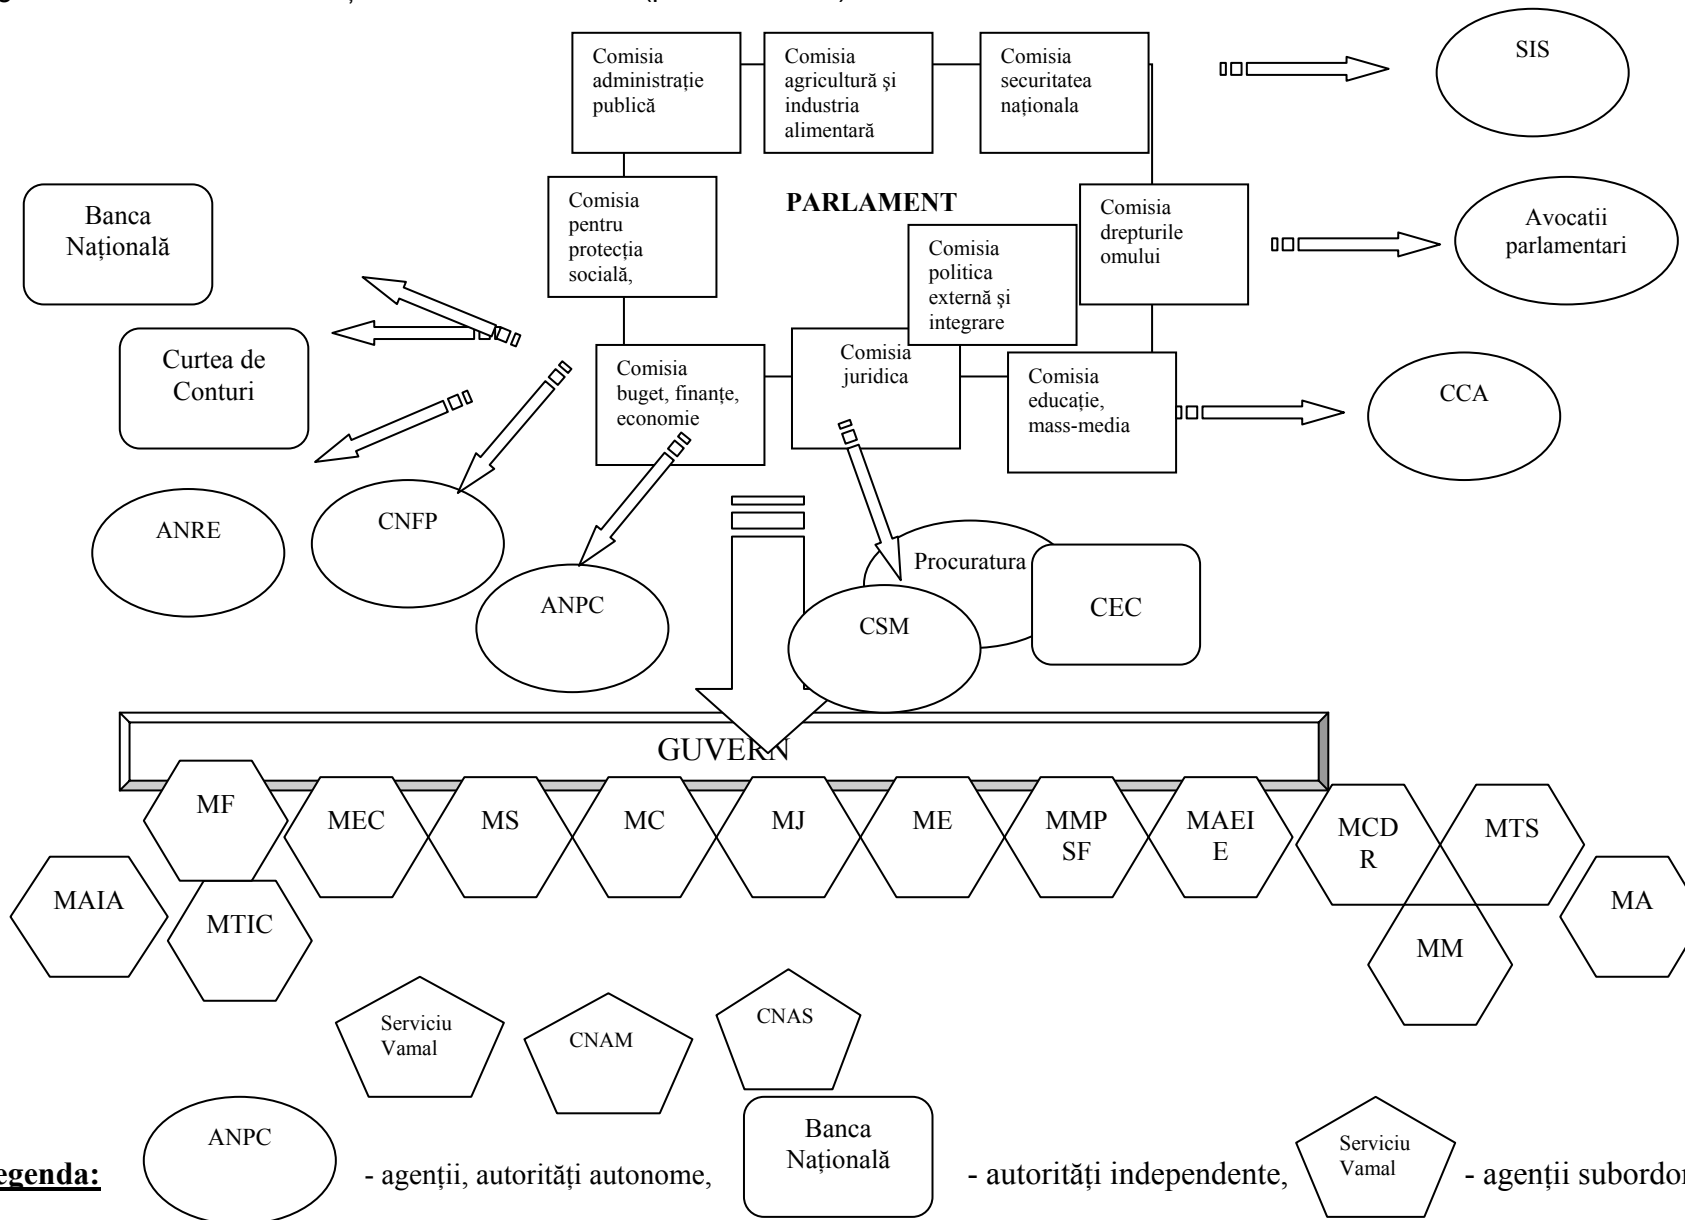 Comisia
administrație
publică
Comisia
agricultură și
industria
alimentară
Comisia
securitatea
naționala
SIS
Banca
Națională
Comisia
pentru
protecția
socială,
PARLAMENT
Comisia
politica
externă și
integrare
Comisia
drepturile
omului
Avocatii
parlamentari
Curtea de
Conturi
Comisia
buget, finanțe,
economie
Comisia
juridica
Comisia
educație,
mass-media
CCA
ANRE
CNFP
ANPC
Procuratura
CSM
CEC
GUVERN
MF
MEC
MS
MC
MJ
ME
MMP
SF
MAEI
E
MCD
R
MTS
MAIA
MTIC
MM
MA
Serviciu
Vamal
CNAM
CNAS
egenda:
ANPC
- agenții, autorități autonome,
Banca
Națională
- autorități independente,
Serviciu
Vamal
- agenții subordon